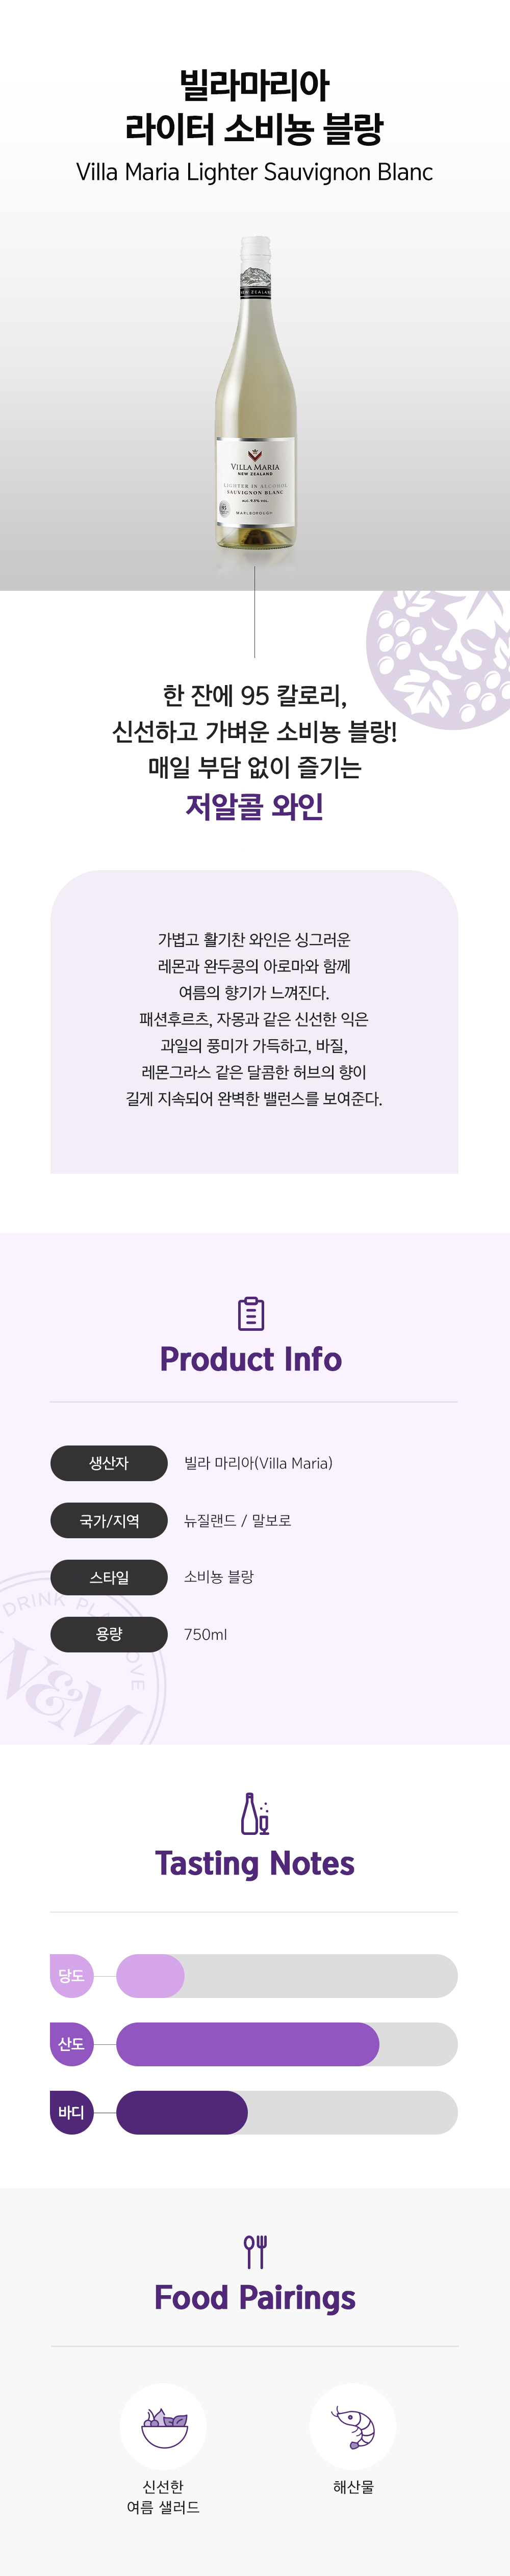 빌라마리아
라이터 소비뇽 블랑
Villa Maria Lighter Sauvignon Blanc
NEW ZEALAND
VILLA MARIA
NEW ZEALAND
LIGHTER IN ALCOHOL
SAUVIGNON BLANC
MARLBOROUGH
한 잔에 95 칼로리,
신선하고 가벼운 소비뇽 블랑!
매일 부담 없이 즐기는
저알콜 와인
가볍고 활기찬 와인은 싱그러운
레몬과 완두콩의 아로마와 함께
여름의 향기가 느껴진다.
패션후르츠, 자몽과 같은 신선한 익은
과일의 풍미가 가득하고, 바질,
레몬그라스 같은 달콤한 허브의 향이
길게 지속되어 완벽한 밸런스를 보여준다.
Product Info
생산자 빌라 마리아(Villa Maria)
국가/지역 뉴질랜드 / 말보로
스타일 소비뇽 블랑
용량 750ml
DRINK
W&M
Tasting Notes
당도
산도
바디
Food Pairings
신선한
여름 샐러드
해산물